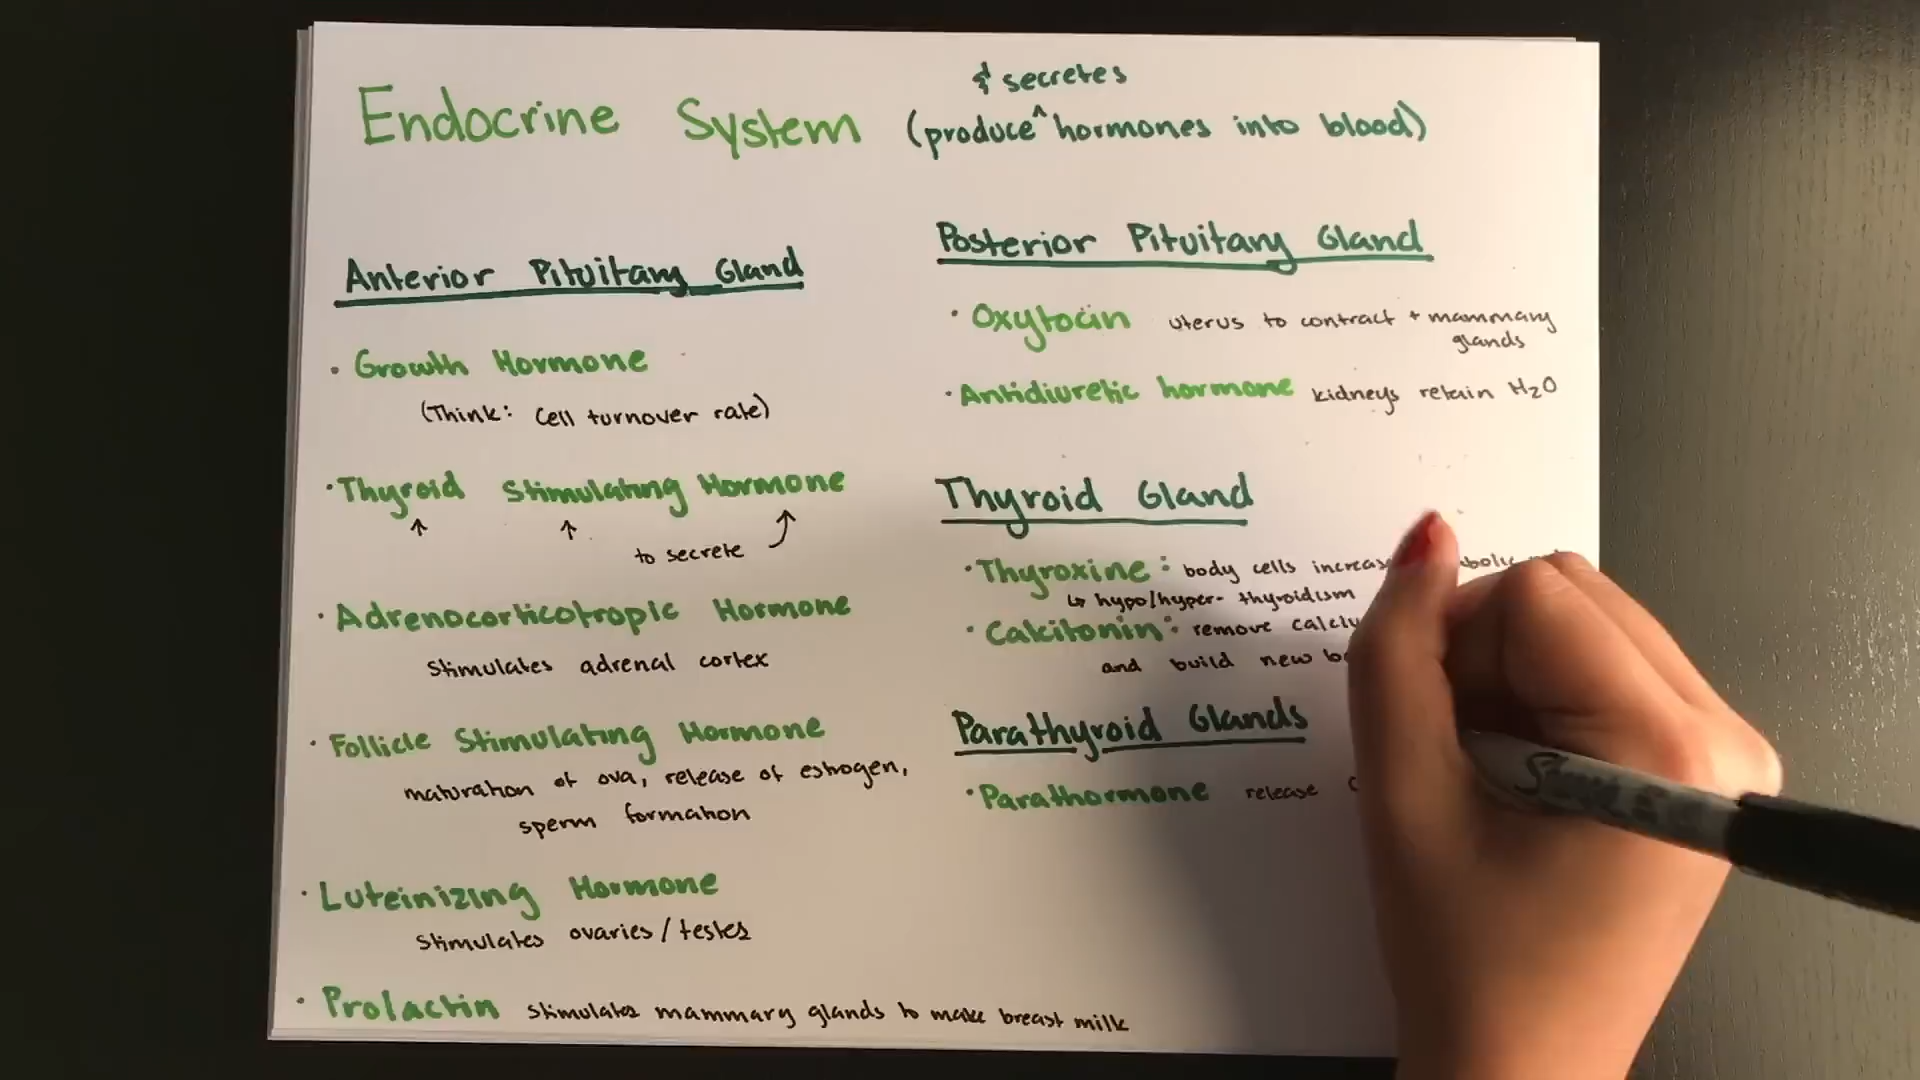 Endocrine System (produce^ hormones into blood)
& secretes
Anterior Pituitary Gland
· Growth Hormone
(Think: Cell turnover rate)
· Thyroid Stimulating Hormone
↑ ↑ to secrete ⤴
· Adrenocorticotropic Hormone
Stimulates adrenal cortex
· Follicle Stimulating Hormone
maturation of ova, release of estrogen,
sperm formation
· Luteinizing Hormone
Stimulates ovaries/testes
· Prolactin stimulates mammary glands to make breast milk
Posterior Pituitary Gland
· Oxytocin uterus to contract + mammary
glands
· Antidiuretic hormone kidneys retain H₂O
Thyroid Gland
· Thyroxine: body cells increase
↳ hypo/hyper- thyroidism
· Calcitonin: remove
and build new
Parathyroid Glands
· Parathormone release